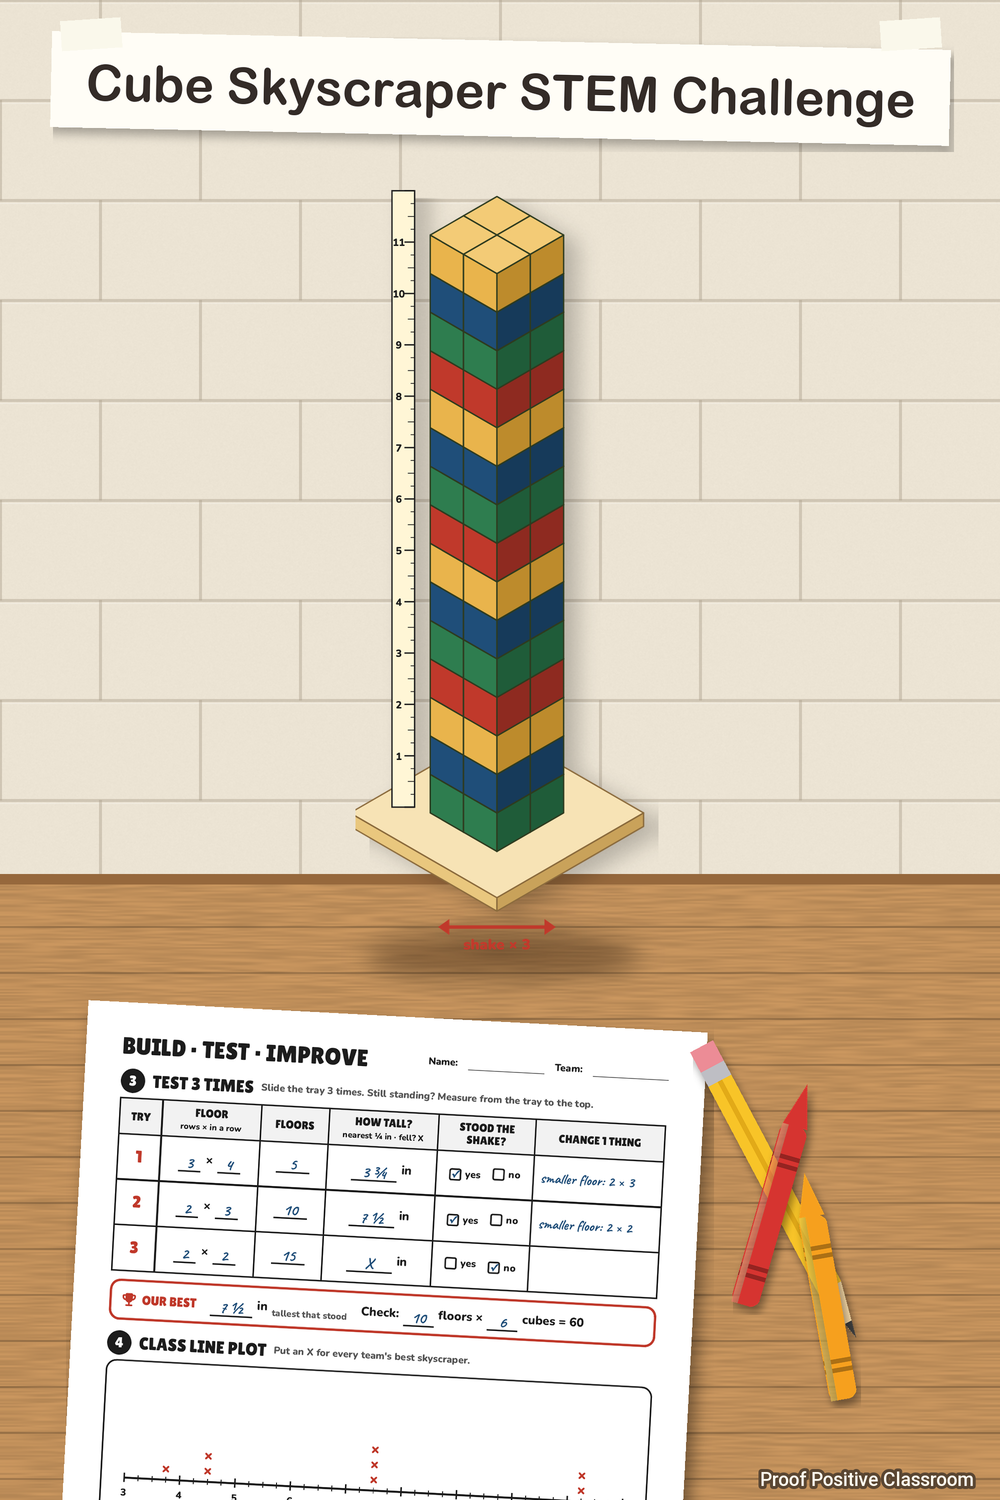 Cube Skyscraper STEM Challenge
11
10
9
8
7
6
5
4
3
2
1
shake × 3
BUILD · TEST · IMPROVE
Name:
Team:
3 TEST 3 TIMES Slide the tray 3 times. Still standing? Measure from the tray to the top.
TRY
FLOOR
rows × in a row
FLOORS
HOW TALL?
nearest ¼ in · fell? X
STOOD THE
SHAKE?
CHANGE 1 THING
1 3 × 4 5 3 ¾ in yes no smaller floor: 2 × 3
2 2 × 3 10 7 ½ in yes no smaller floor: 2 × 2
3 2 × 2 15 X in yes no
OUR BEST 7 ½ in tallest that stood Check: 10 floors × 6 cubes = 60
4 CLASS LINE PLOT Put an X for every team's best skyscraper.
3 4 5
Proof Positive Classroom